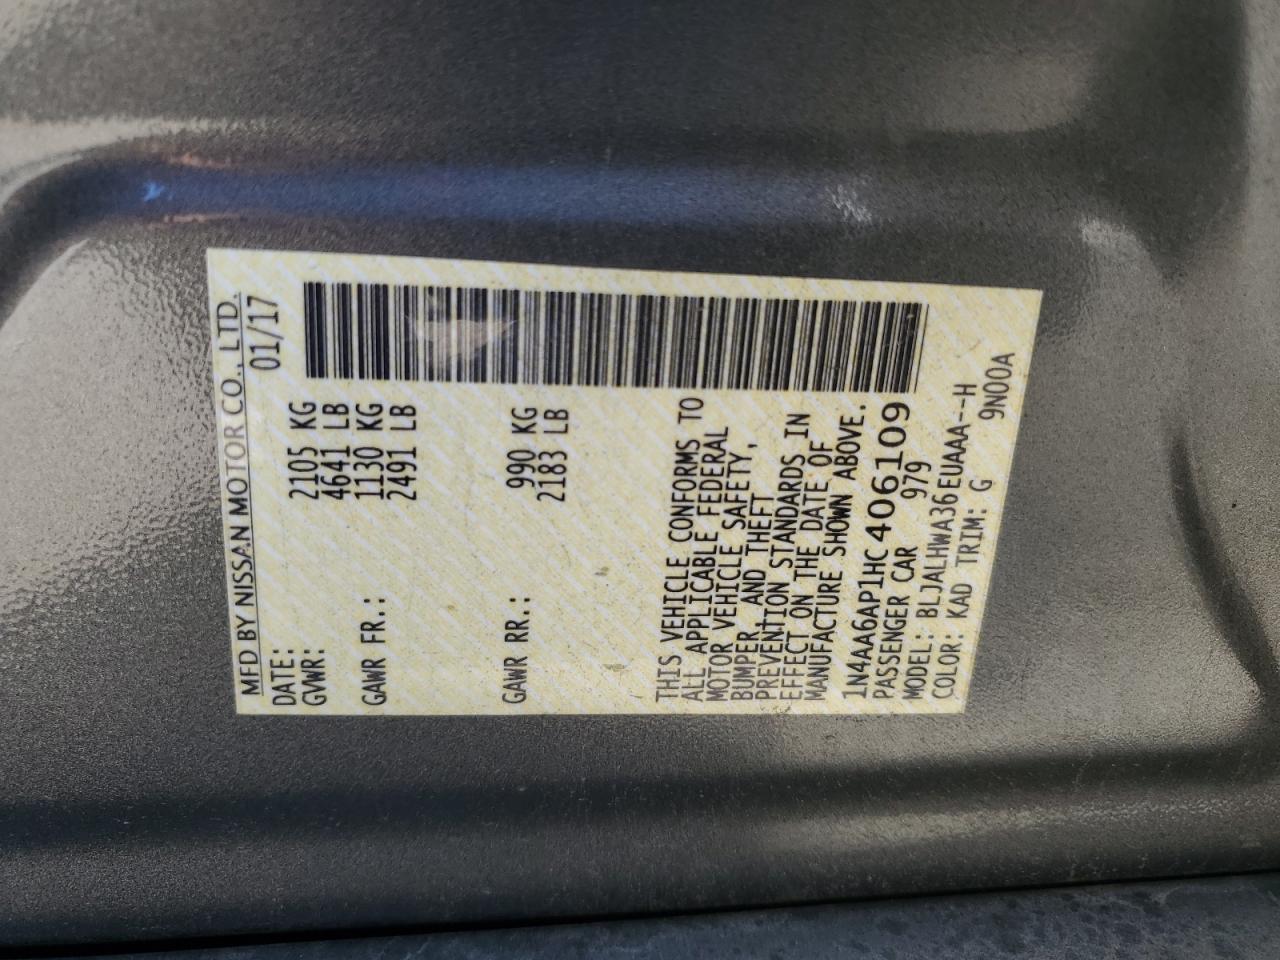 MFD BY NISSAN MOTOR CO., LTD.
DATE: 01/17
GVWR: 2105 KG
4641 LB
GAWR FR.: 1130 KG
2491 LB
GAWR RR.: 990 KG
2183 LB
THIS VEHICLE CONFORMS TO
ALL APPLICABLE FEDERAL
MOTOR VEHICLE SAFETY,
BUMPER, AND THEFT
PREVENTION STANDARDS IN
EFFECT ON THE DATE OF
MANUFACTURE SHOWN ABOVE.
1N4AA6AP1HC406109
PASSENGER CAR 979
MODEL: BLJALHWA36EUAAA--H
COLOR: KAD TRIM: G 9N00A